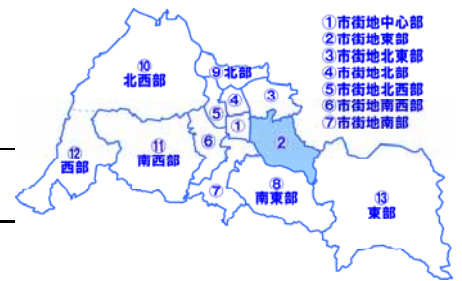 ①市街地中心部
②市街地東部
③市街地北東部
④市街地北部
⑤市街地北西部
⑥市街地南西部
⑦市街地南部
⑩
北西部
⑨北部
③
④
⑤
①
②
⑥
⑪
南西部
⑫
西部
⑦
⑧
南東部
⑬
東部